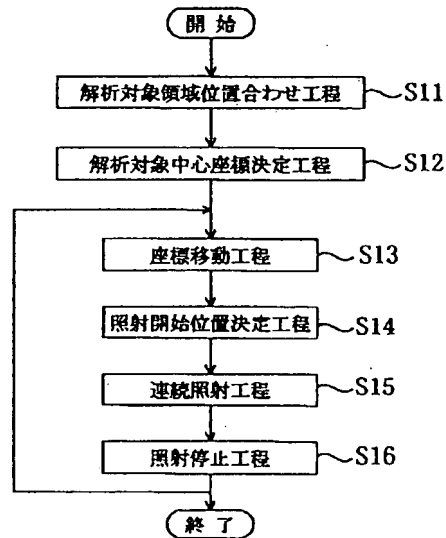 開始
解析対象領域位置合わせ工程 S11
解析対象中心座標決定工程 S12
座標移動工程 S13
照射開始位置決定工程 S14
連続照射工程 S15
照射停止工程 S16
終了